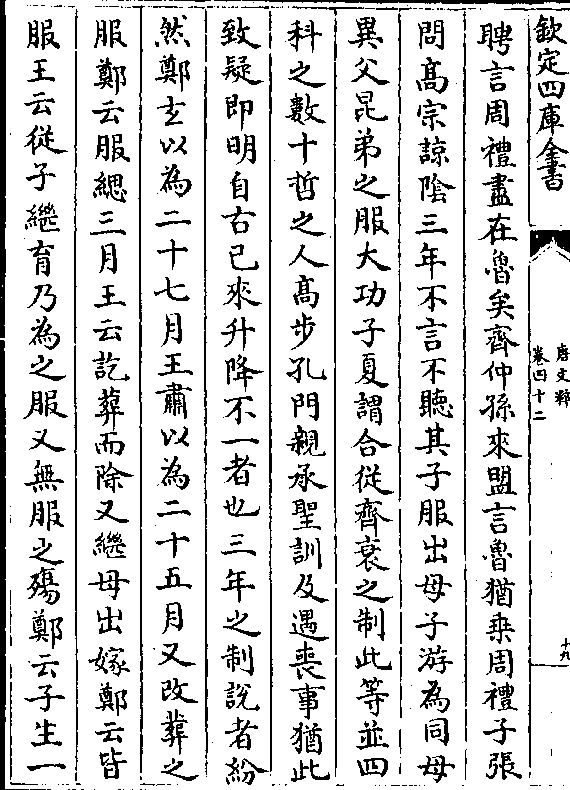 欽定四庫全書
唐文粹
卷四十二
十九
聘言周禮盡在魯矣齊仲孫來盟言魯猶秉周禮子張
問髙宗諒陰三年不言不聽其子服出母子游為同母
異父昆弟之服大功子夏謂合從齊衰之制此等並四
科之數十哲之人髙步孔門親承聖訓及遇喪事猶此
致疑即明自古已來升降不一者也三年之制說者紛
然鄭玄以為二十七月王肅以為二十五月又改葬之
服鄭云服緦三月王云訖葬而除又繼母出嫁鄭云皆
服王云從子繼育乃為之服又無服之殤鄭云子生一